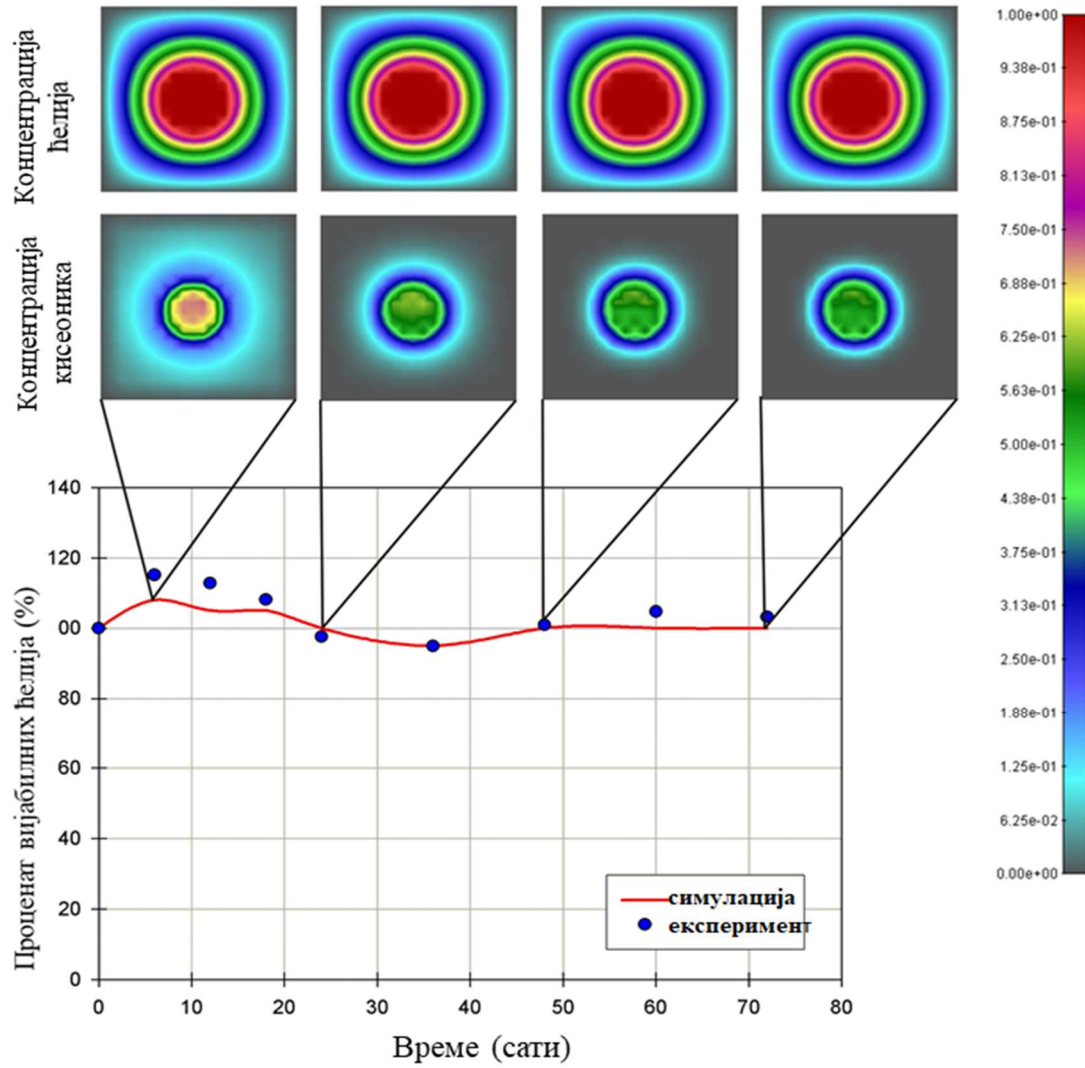 Концентрација
ћелија
Концентрација
кисеоника
1.00e+00
9.38e-01
8.75e-01
8.13e-01
7.50e-01
6.88e-01
6.25e-01
5.63e-01
5.00e-01
4.38e-01
3.75e-01
3.13e-01
2.50e-01
1.88e-01
1.25e-01
6.25e-02
0.00e+00
Проценат вијабилних ћелија (%)
140
120
00
80
60
40
20
0
симулација
експеримент
0 10 20 30 40 50 60 70 80
Време (сати)